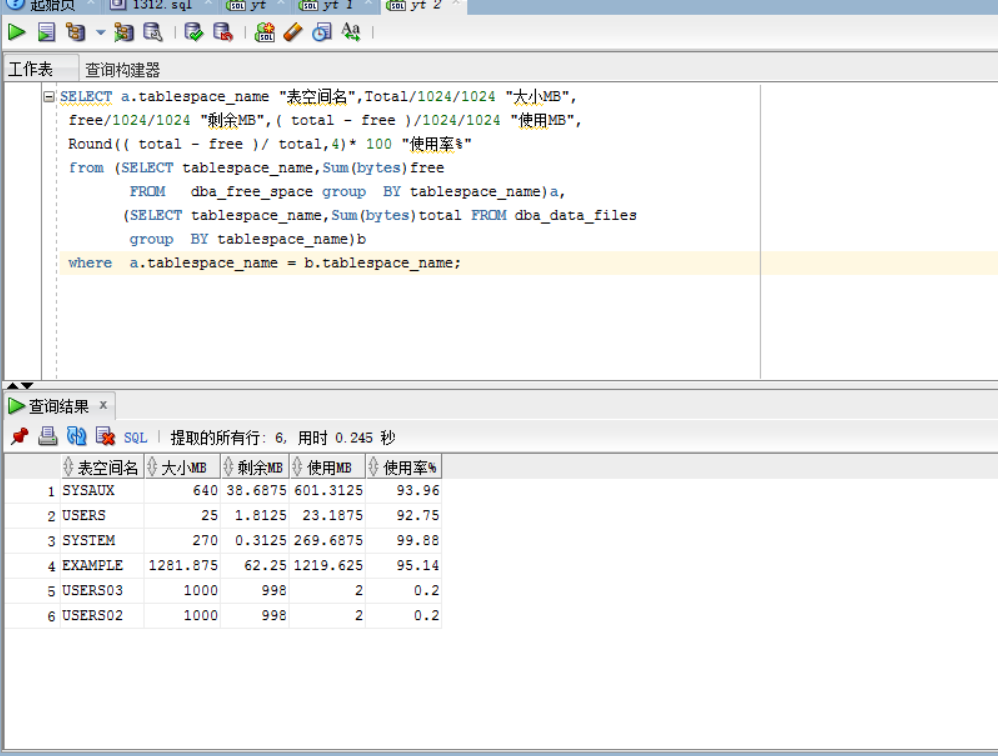 起始页 1312.sql yt yt 1 yt 2
工作表 查询构建器
SELECT a.tablespace_name "表空间名",Total/1024/1024 "大小MB",
free/1024/1024 "剩余MB",( total - free )/1024/1024 "使用MB",
Round(( total - free )/ total,4)* 100 "使用率%"
from (SELECT tablespace_name,Sum(bytes)free
FROM dba_free_space group BY tablespace_name)a,
(SELECT tablespace_name,Sum(bytes)total FROM dba_data_files
group BY tablespace_name)b
where a.tablespace_name = b.tablespace_name;
查询结果 x
SQL 提取的所有行: 6, 用时 0.245 秒
表空间名 大小MB 剩余MB 使用MB 使用率%
1 SYSAUX 640 38.6875 601.3125 93.96
2 USERS 25 1.8125 23.1875 92.75
3 SYSTEM 270 0.3125 269.6875 99.88
4 EXAMPLE 1281.875 62.25 1219.625 95.14
5 USERS03 1000 998 2 0.2
6 USERS02 1000 998 2 0.2